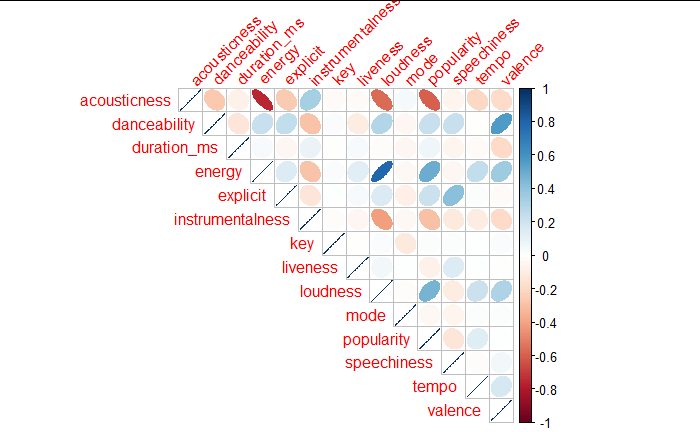 acousticness
danceability
duration_ms
energy
explicit
instrumentalness
key
liveness
loudness
mode
popularity
speechiness
tempo
valence
acousticness
danceability
duration_ms
energy
explicit
instrumentalness
key
liveness
loudness
mode
popularity
speechiness
tempo
valence
1
0.8
0.6
0.4
0.2
0
-0.2
-0.4
-0.6
-0.8
-1